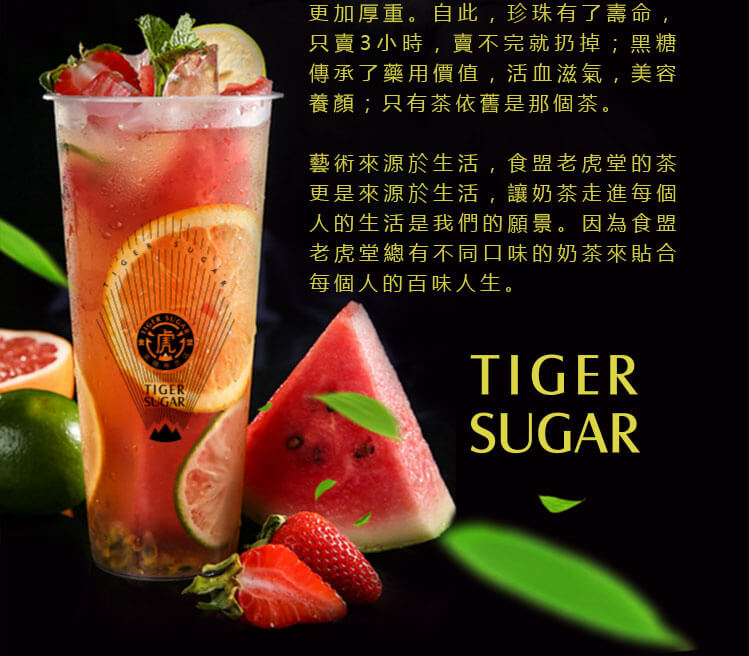 更加厚重。自此，珍珠有了壽命，
只賣3小時，賣不完就扔掉；黑糖
傳承了藥用價值，活血滋氣，美容
養顏；只有茶依舊是那個茶。
藝術來源於生活，食盟老虎堂的茶
更是來源於生活，讓奶茶走進每個
人的生活是我們的願景。因為食盟
老虎堂總有不同口味的奶茶來貼合
每個人的百味人生。
TIGER SUGAR
TIGER SUGAR
虎
TIGER
SUGAR
TIGER
SUGAR